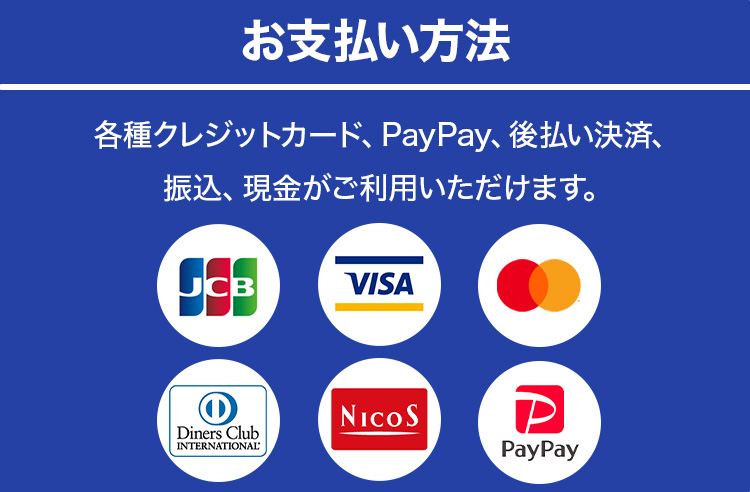 お支払い方法
各種クレジットカード、PayPay、後払い決済、
振込、現金がご利用いただけます。
JCB
VISA
Diners Club
INTERNATIONAL
NICOS
PayPay